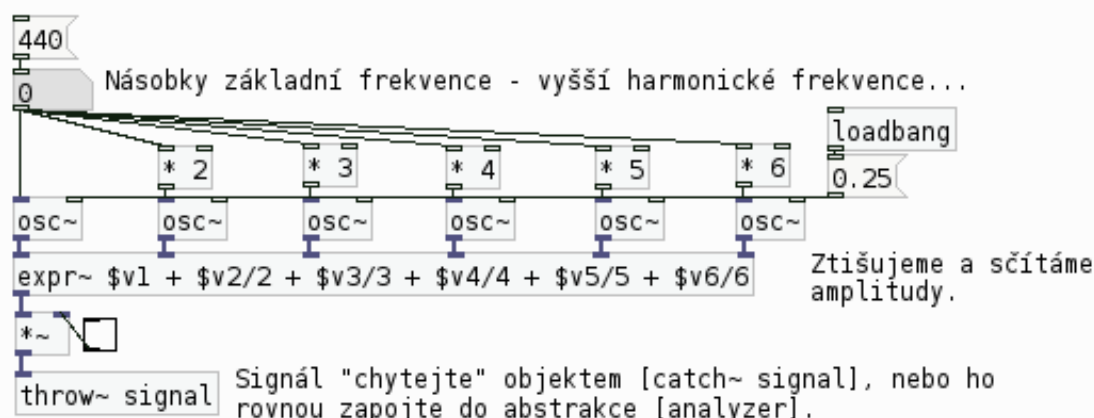 440
0
Násobky základní frekvence - vyšší harmonické frekvence...
loadbang
* 2
* 3
* 4
* 5
* 6
0.25
osc~
osc~
osc~
osc~
osc~
osc~
expr~ $v1 + $v2/2 + $v3/3 + $v4/4 + $v5/5 + $v6/6
Ztišujeme a sčítáme
amplitudy.
*~
throw~ signal
Signál "chytejte" objektem [catch~ signal], nebo ho
rovnou zapojte do abstrakce [analyzer].